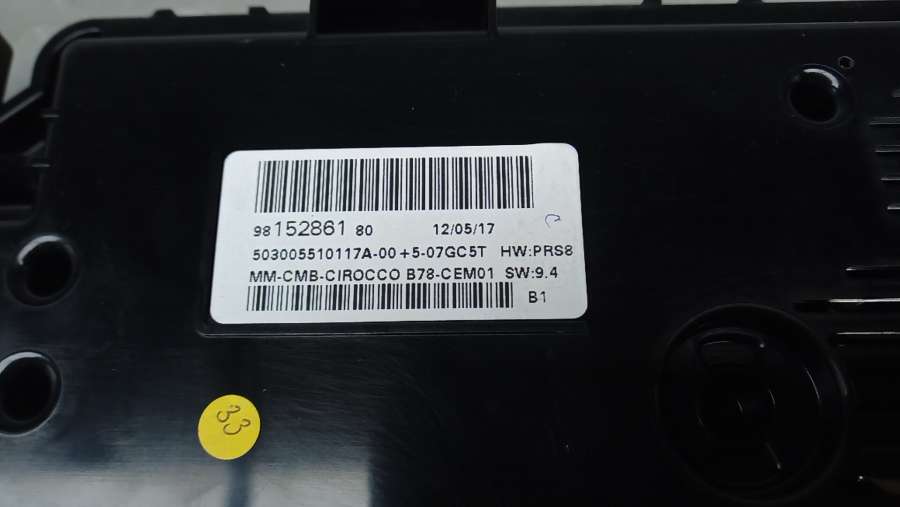 98 152861 80 12/05/17
503005510117A-00+5-07GC5T HW:PRS8
MM-CMB-CIROCCO B78-CEM01 SW:9.4
B1
33